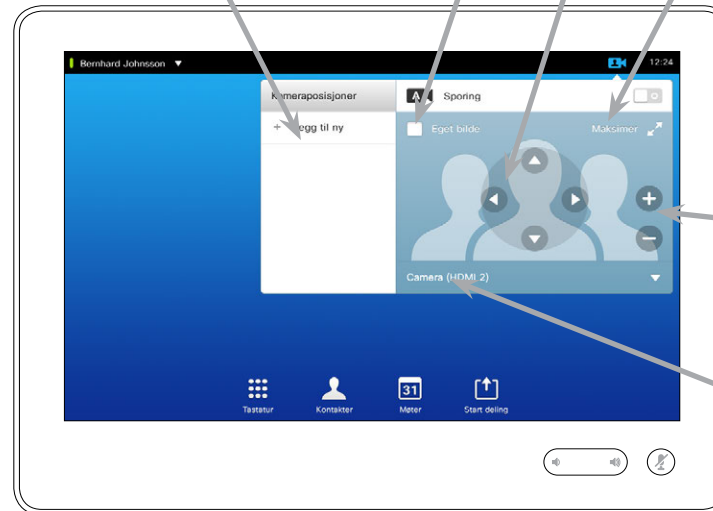 Bernhard Johnsson
12:24
Kameraposisjoner
A
Sporing
+ Legg til ny
Eget bilde
Maksimer
Camera (HDMI 2)
31
Tastatur
Kontakter
Møter
Start deling